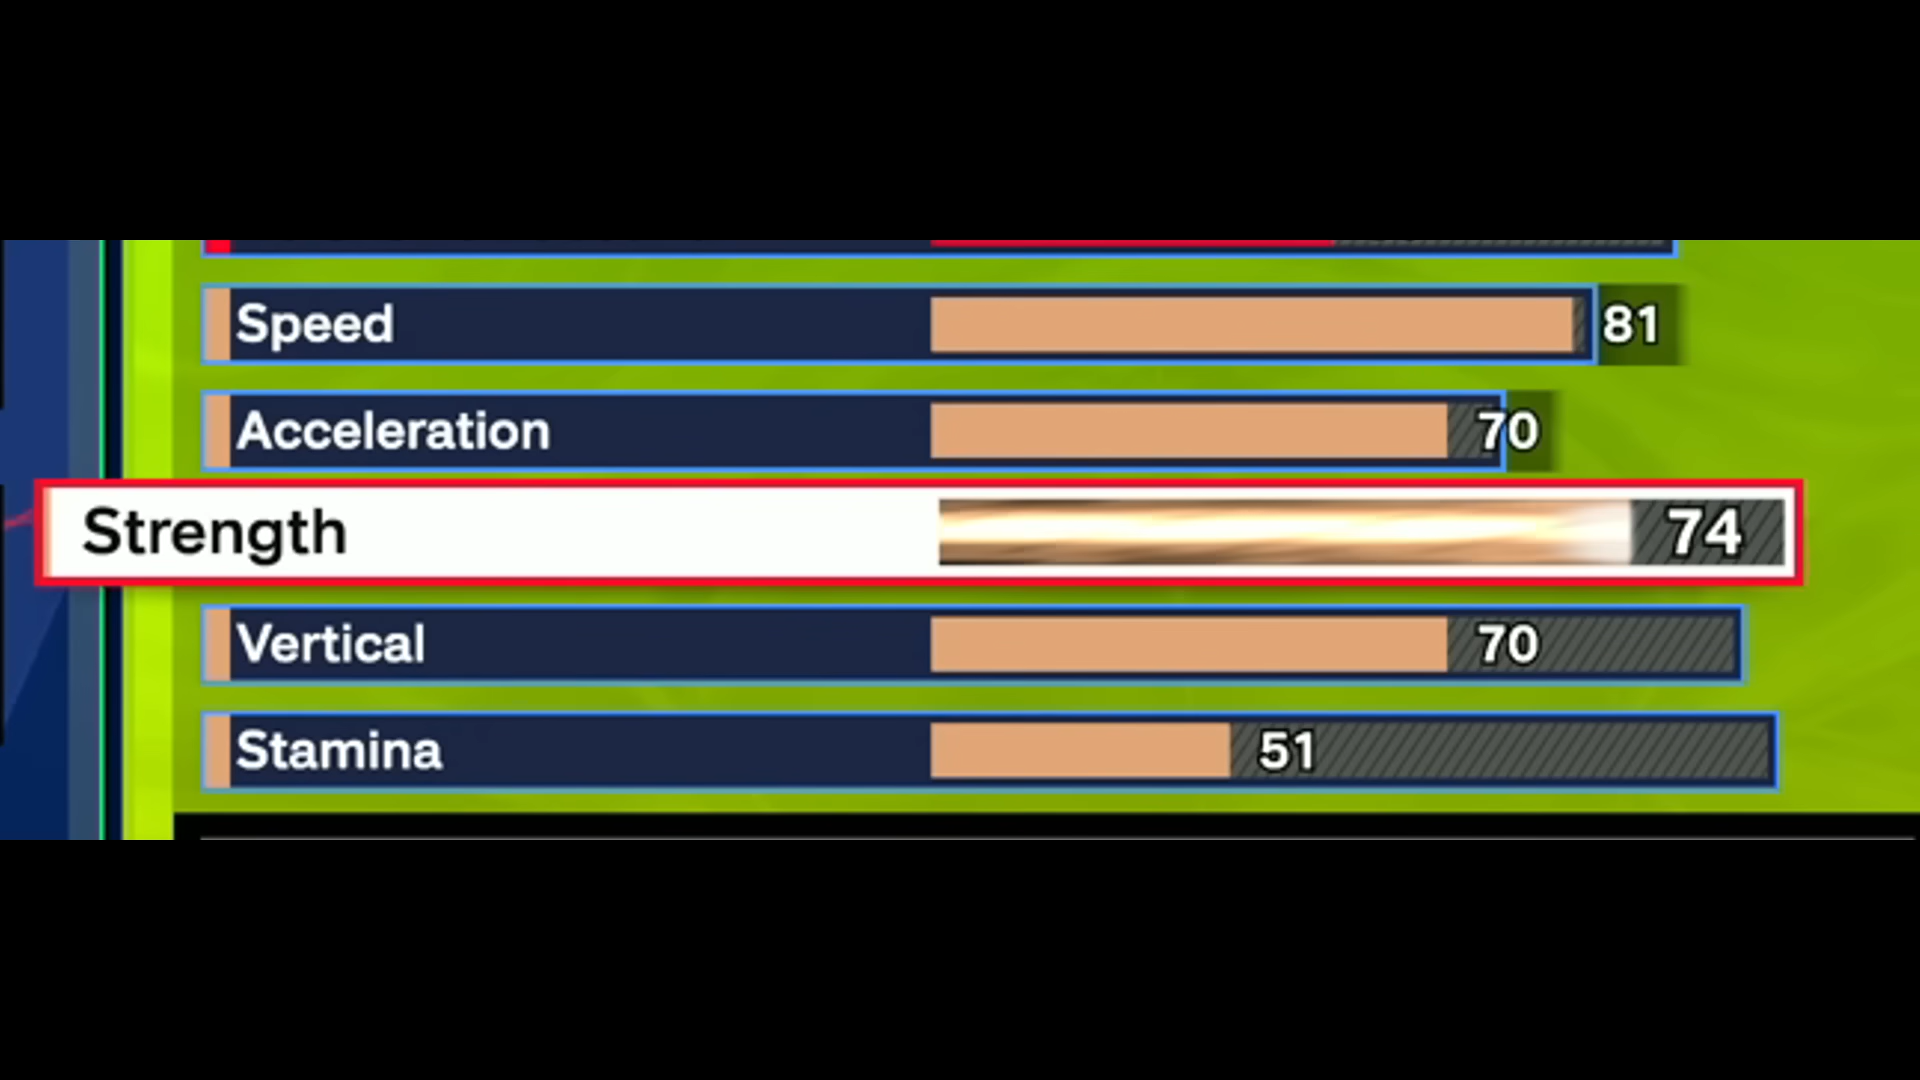 Speed 81
Acceleration 70
Strength 74
Vertical 70
Stamina 51